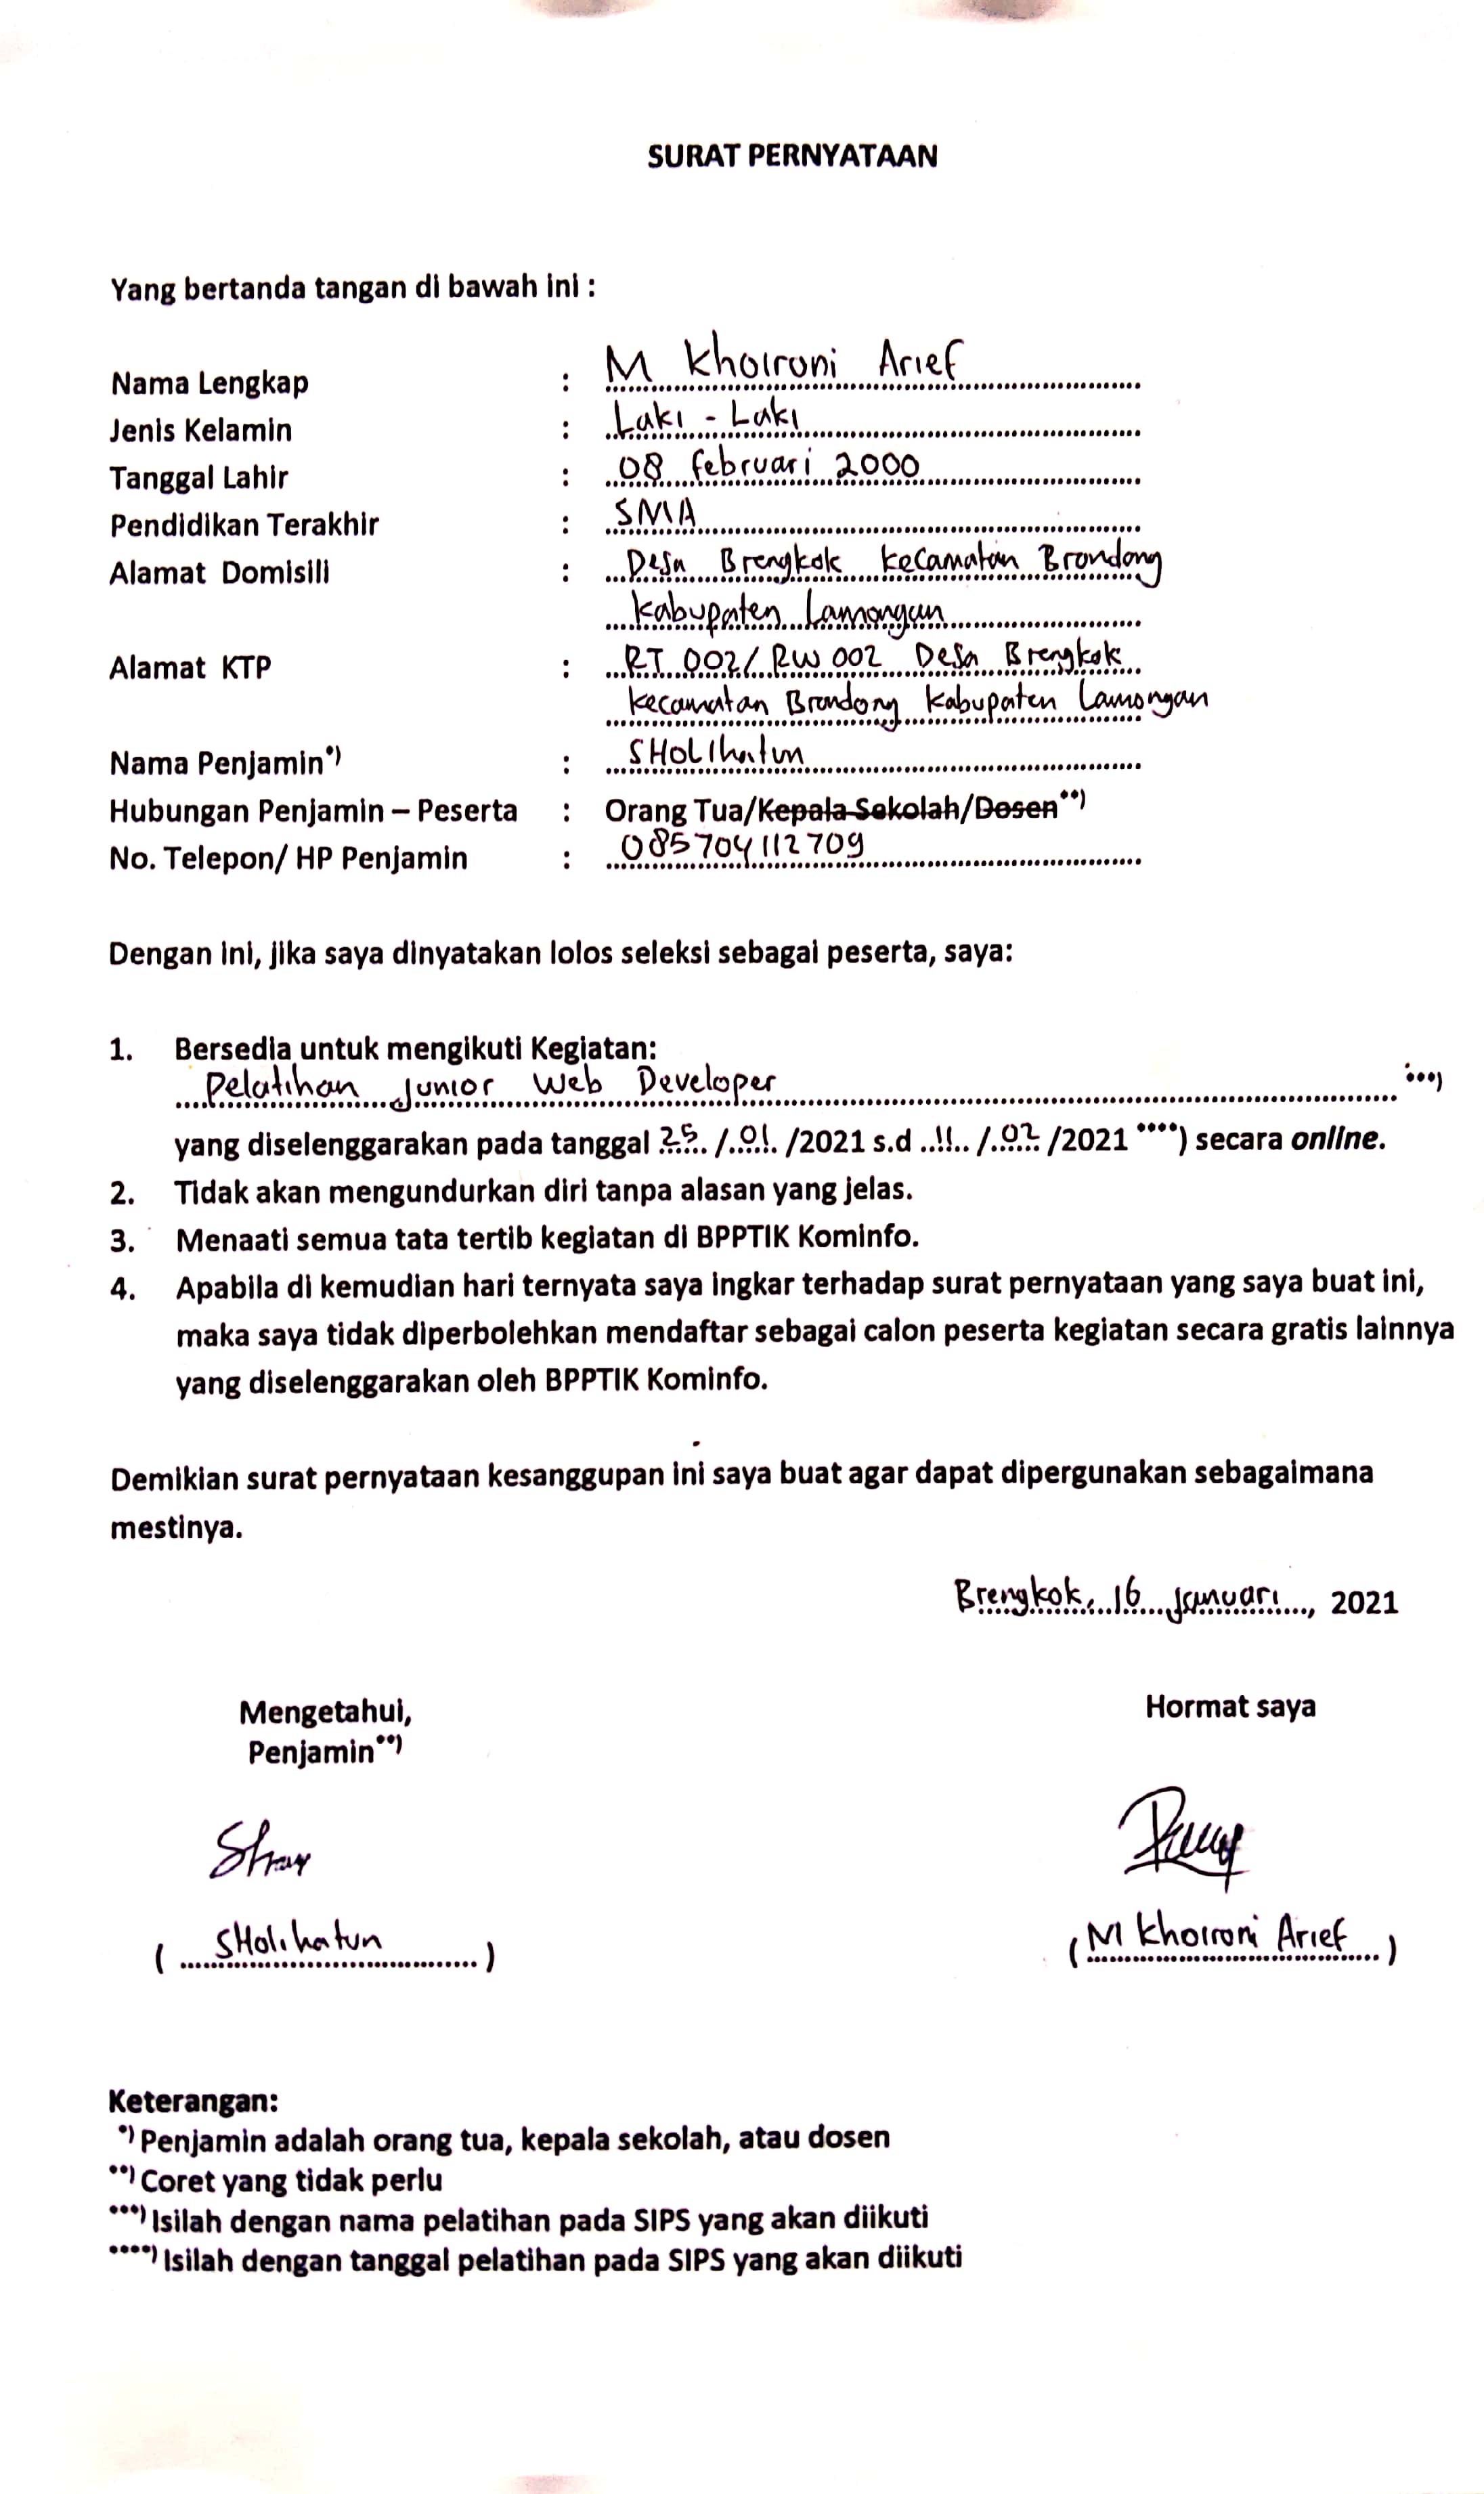 SURAT PERNYATAAN
Yang bertanda tangan di bawah ini :
Nama Lengkap : M Khoironi Arief
Jenis Kelamin : Laki - Laki
Tanggal Lahir : 08 februari 2000
Pendidikan Terakhir : SMA
Alamat Domisili : Desa Brengkok kecamatan Brondong
kabupaten Lamongan
Alamat KTP : RT 002/ RW 002 Desa Brengkok
kecamatan Brondong kabupaten Lamongan
Nama Penjamin*) : SHOLIhatun
Hubungan Penjamin – Peserta : Orang Tua/Kepala Sekolah/Dosen**)
No. Telepon/ HP Penjamin : 085704112709
Dengan ini, jika saya dinyatakan lolos seleksi sebagai peserta, saya:
1. Bersedia untuk mengikuti Kegiatan:
Pelatihan Junior Web Developer ***)
yang diselenggarakan pada tanggal 25 / 01 /2021 s.d 11 / 02 /2021 ****) secara online.
2. Tidak akan mengundurkan diri tanpa alasan yang jelas.
3. Menaati semua tata tertib kegiatan di BPPTIK Kominfo.
4. Apabila di kemudian hari ternyata saya ingkar terhadap surat pernyataan yang saya buat ini,
maka saya tidak diperbolehkan mendaftar sebagai calon peserta kegiatan secara gratis lainnya
yang diselenggarakan oleh BPPTIK Kominfo.
Demikian surat pernyataan kesanggupan ini saya buat agar dapat dipergunakan sebagaimana
mestinya.
Brengkok, 16 Januari, 2021
Mengetahui, Hormat saya
Penjamin**)
( SHolihatun ) ( M Khoironi Arief )
Keterangan:
*) Penjamin adalah orang tua, kepala sekolah, atau dosen
**) Coret yang tidak perlu
***) Isilah dengan nama pelatihan pada SIPS yang akan diikuti
****) Isilah dengan tanggal pelatihan pada SIPS yang akan diikuti